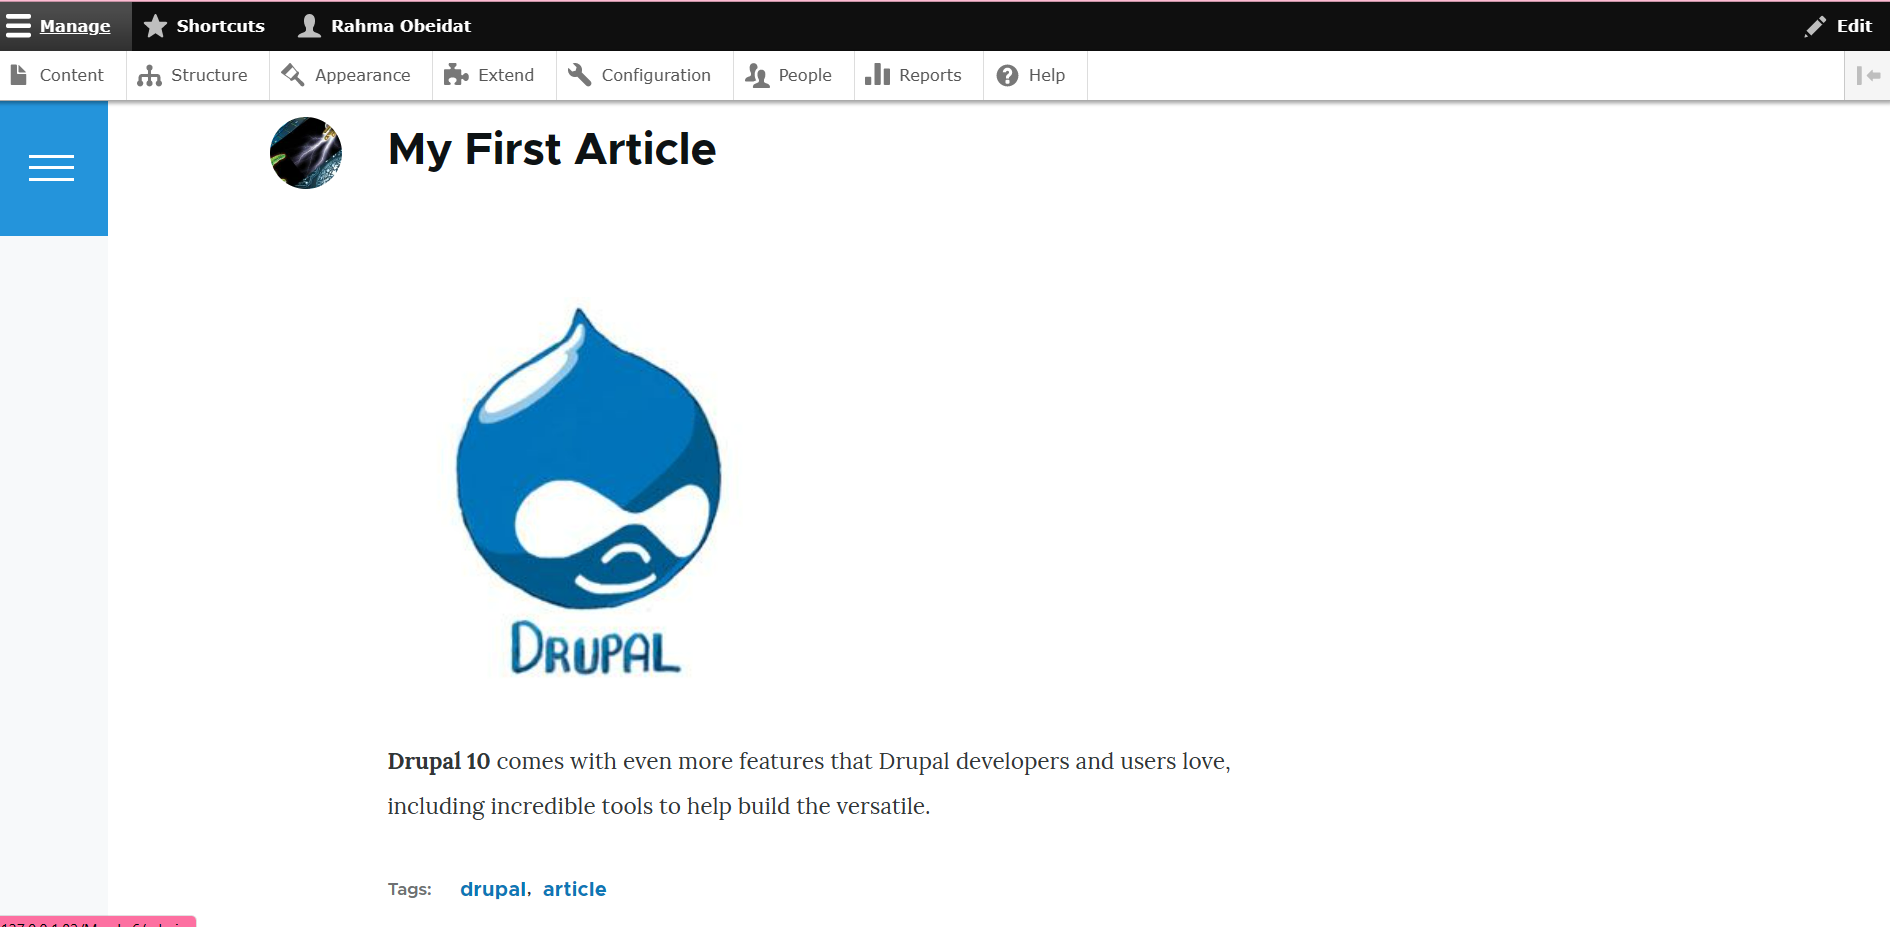 Manage Shortcuts Rahma Obeidat Edit
Content Structure Appearance Extend Configuration People Reports Help
My First Article
DRUPAL
Drupal 10 comes with even more features that Drupal developers and users love,
including incredible tools to help build the versatile.
Tags: drupal, article